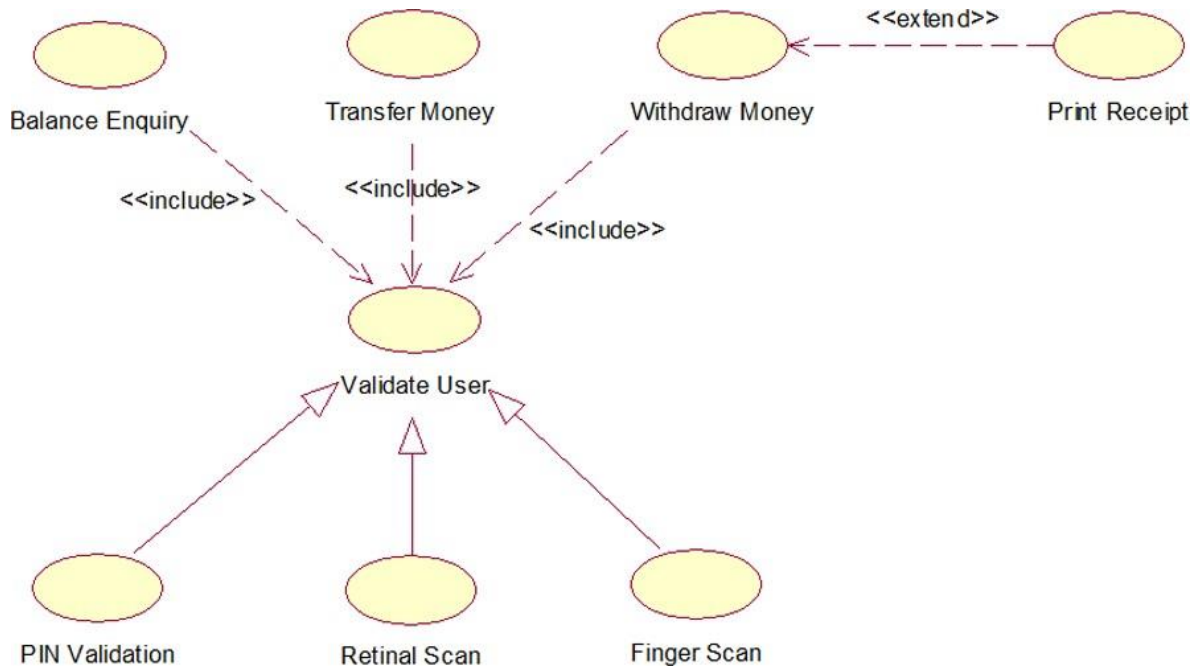 <<extend>>
Balance Enquiry
Transfer Money
Withdraw Money
Print Receipt
<<include>>
<<include>>
<<include>>
Validate User
PIN Validation
Retinal Scan
Finger Scan